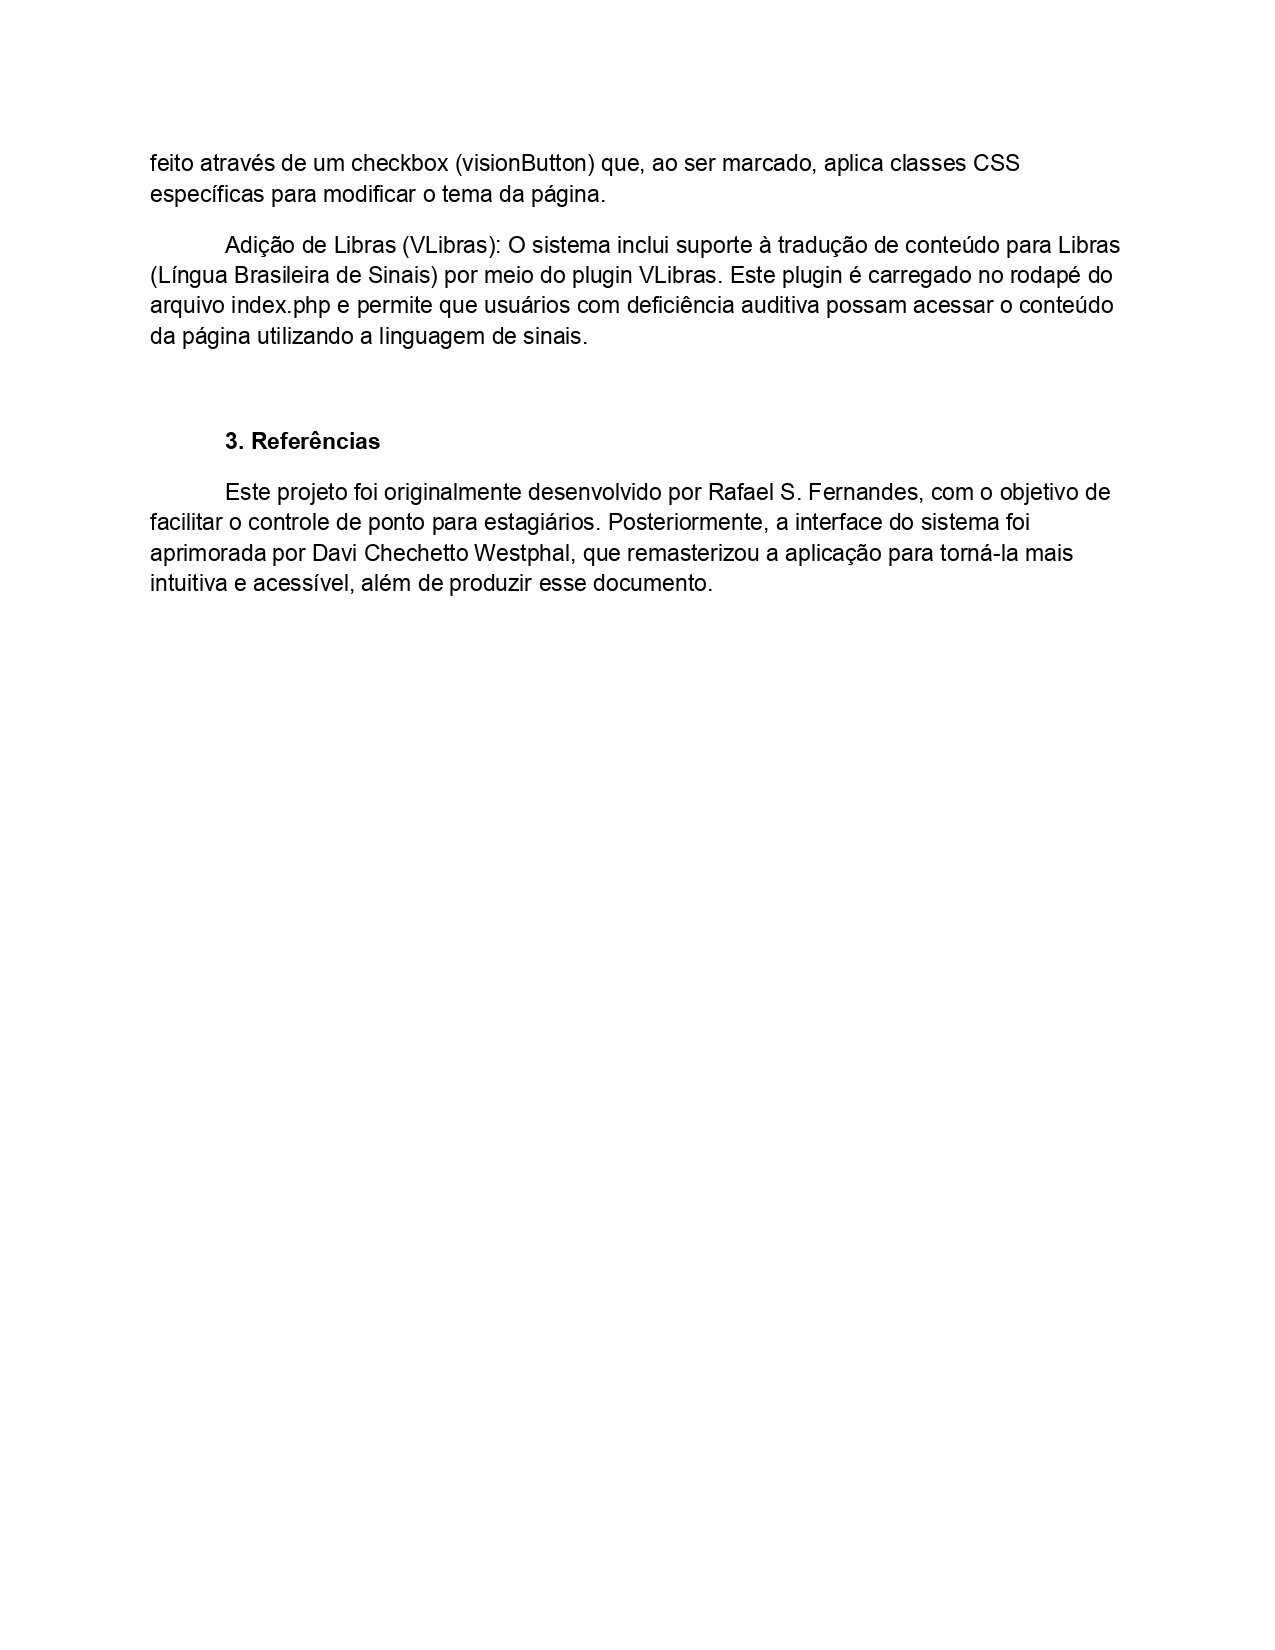 feito através de um checkbox (visionButton) que, ao ser marcado, aplica classes CSS
específicas para modificar o tema da página.
Adição de Libras (VLibras): O sistema inclui suporte à tradução de conteúdo para Libras
(Língua Brasileira de Sinais) por meio do plugin VLibras. Este plugin é carregado no rodapé do
arquivo index.php e permite que usuários com deficiência auditiva possam acessar o conteúdo
da página utilizando a linguagem de sinais.
3. Referências
Este projeto foi originalmente desenvolvido por Rafael S. Fernandes, com o objetivo de
facilitar o controle de ponto para estagiários. Posteriormente, a interface do sistema foi
aprimorada por Davi Chechetto Westphal, que remasterizou a aplicação para torná-la mais
intuitiva e acessível, além de produzir esse documento.